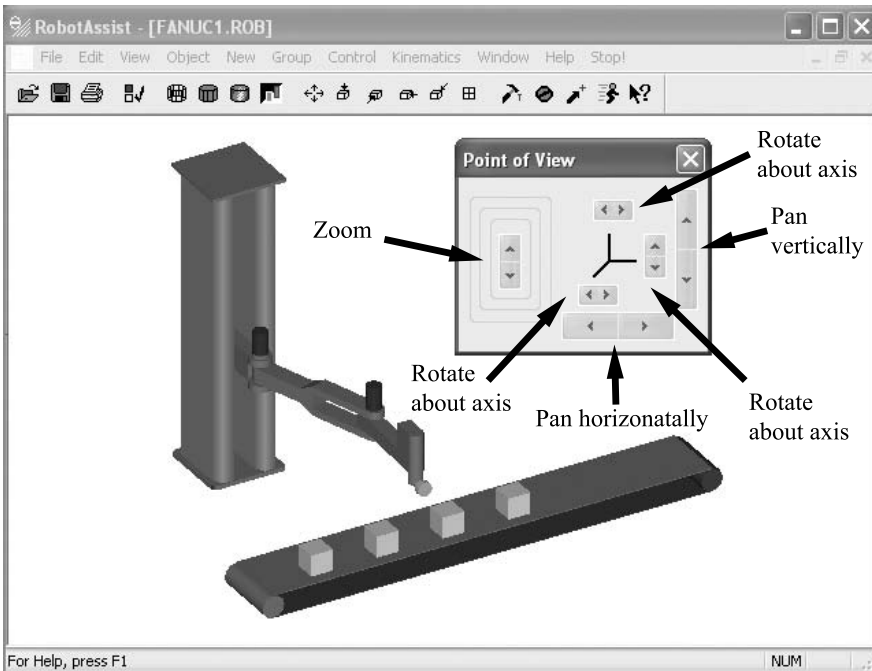 RobotAssist - [FANUC1.ROB]
File Edit View Object New Group Control Kinematics Window Help Stop!
Point of View
Rotate
about axis
Zoom
Pan
vertically
Rotate
about axis
Pan horizonatally
Rotate
about axis
For Help, press F1
NUM